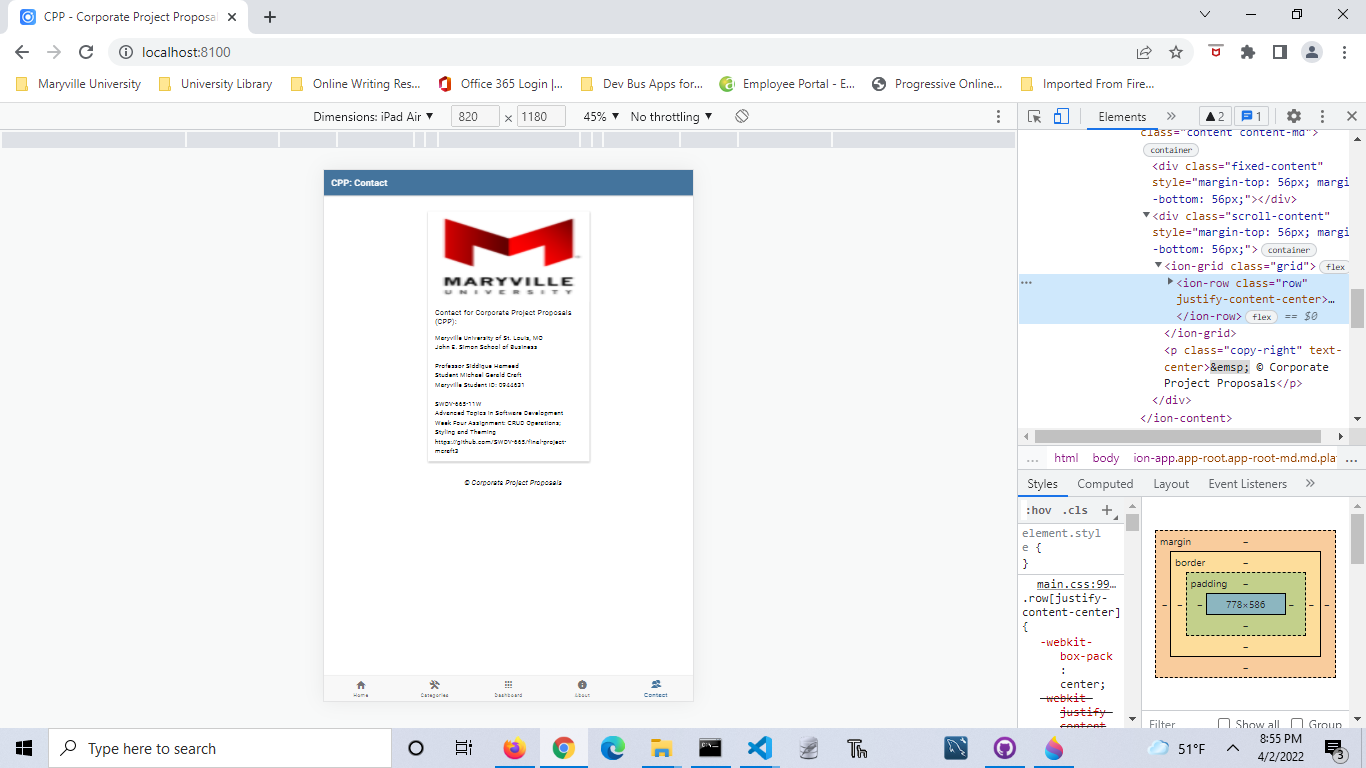 CPP - Corporate Project Proposal
localhost:8100
Maryville University
University Library
Online Writing Res...
Office 365 Login |...
Dev Bus Apps for...
Employee Portal - E...
Progressive Online...
Imported From Fire...
Dimensions: iPad Air ▼ 820 × 1180 45% ▼ No throttling ▼
Elements » ▲2 1
CPP: Contact
MARYVILLE
UNIVERSITY
Contact for Corporate Project Proposals
(CPP):
Maryville University of St. Louis, MO
John E. Simon School of Business
Professor Siddique Hameed
Student Michael Gerald Croft
Maryville Student ID: 0944631
SWDV-665-11W
Advanced Topics in Software Development
Week Four Assignment: CRUD Operations;
Styling and Theming
https://github.com/SWDV-665/final-project-
mcroft3
© Corporate Project Proposals
Home
Categories
Dashboard
About
Contact
class="content content-md">
container
<div class="fixed-content"
style="margin-top: 56px; margi
-bottom: 56px;"></div>
▼<div class="scroll-content"
style="margin-top: 56px; margi
-bottom: 56px;"> container
▼<ion-grid class="grid"> flex
... ▶<ion-row class="row"
justify-content-center>…
</ion-row> flex == $0
</ion-grid>
<p class="copy-right" text-
center>&emsp; © Corporate
Project Proposals</p>
</div>
</ion-content>
... html body ion-app.app-root.app-root-md.md.pla ...
Styles Computed Layout Event Listeners »
:hov .cls +
element.styl
e {
}
main.css:99…
.row[justify-
content-center]
{
-webkit-
box-pack
:
center;
-webkit-
justify-
content
margin –
border –
padding –
– – – 778×586 – – –
–
–
–
Filter Show all Group
Type here to search
51°F
8:55 PM
4/2/2022
3